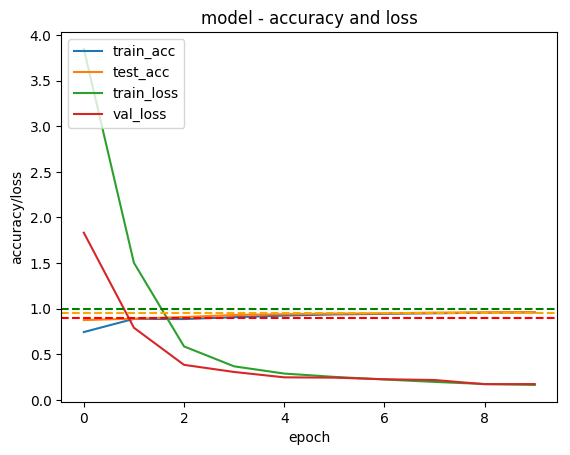 model - accuracy and loss
train_acc
test_acc
train_loss
val_loss
accuracy/loss
4.0
3.5
3.0
2.5
2.0
1.5
1.0
0.5
0.0
0 2 4 6 8
epoch